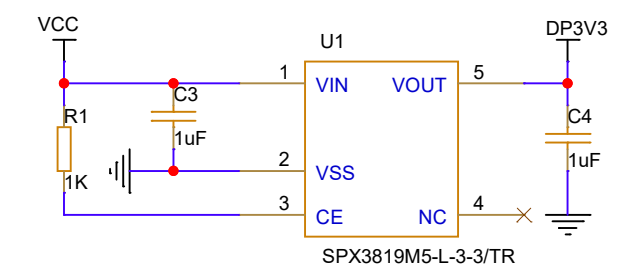 VCC
DP3V3
U1
1
VIN
VOUT
5
C3
1uF
R1
1K
C4
1uF
2
VSS
3
CE
NC
4
SPX3819M5-L-3-3/TR